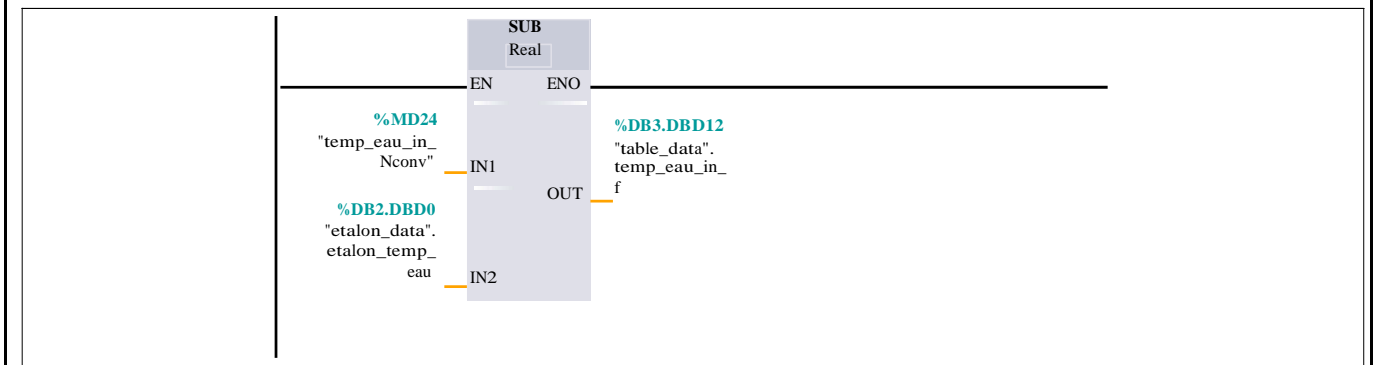 SUB
Real
EN ENO
%MD24
"temp_eau_in_
Nconv"
IN1
%DB3.DBD12
"table_data".
temp_eau_in_
f
OUT
%DB2.DBD0
"etalon_data".
etalon_temp_
eau
IN2